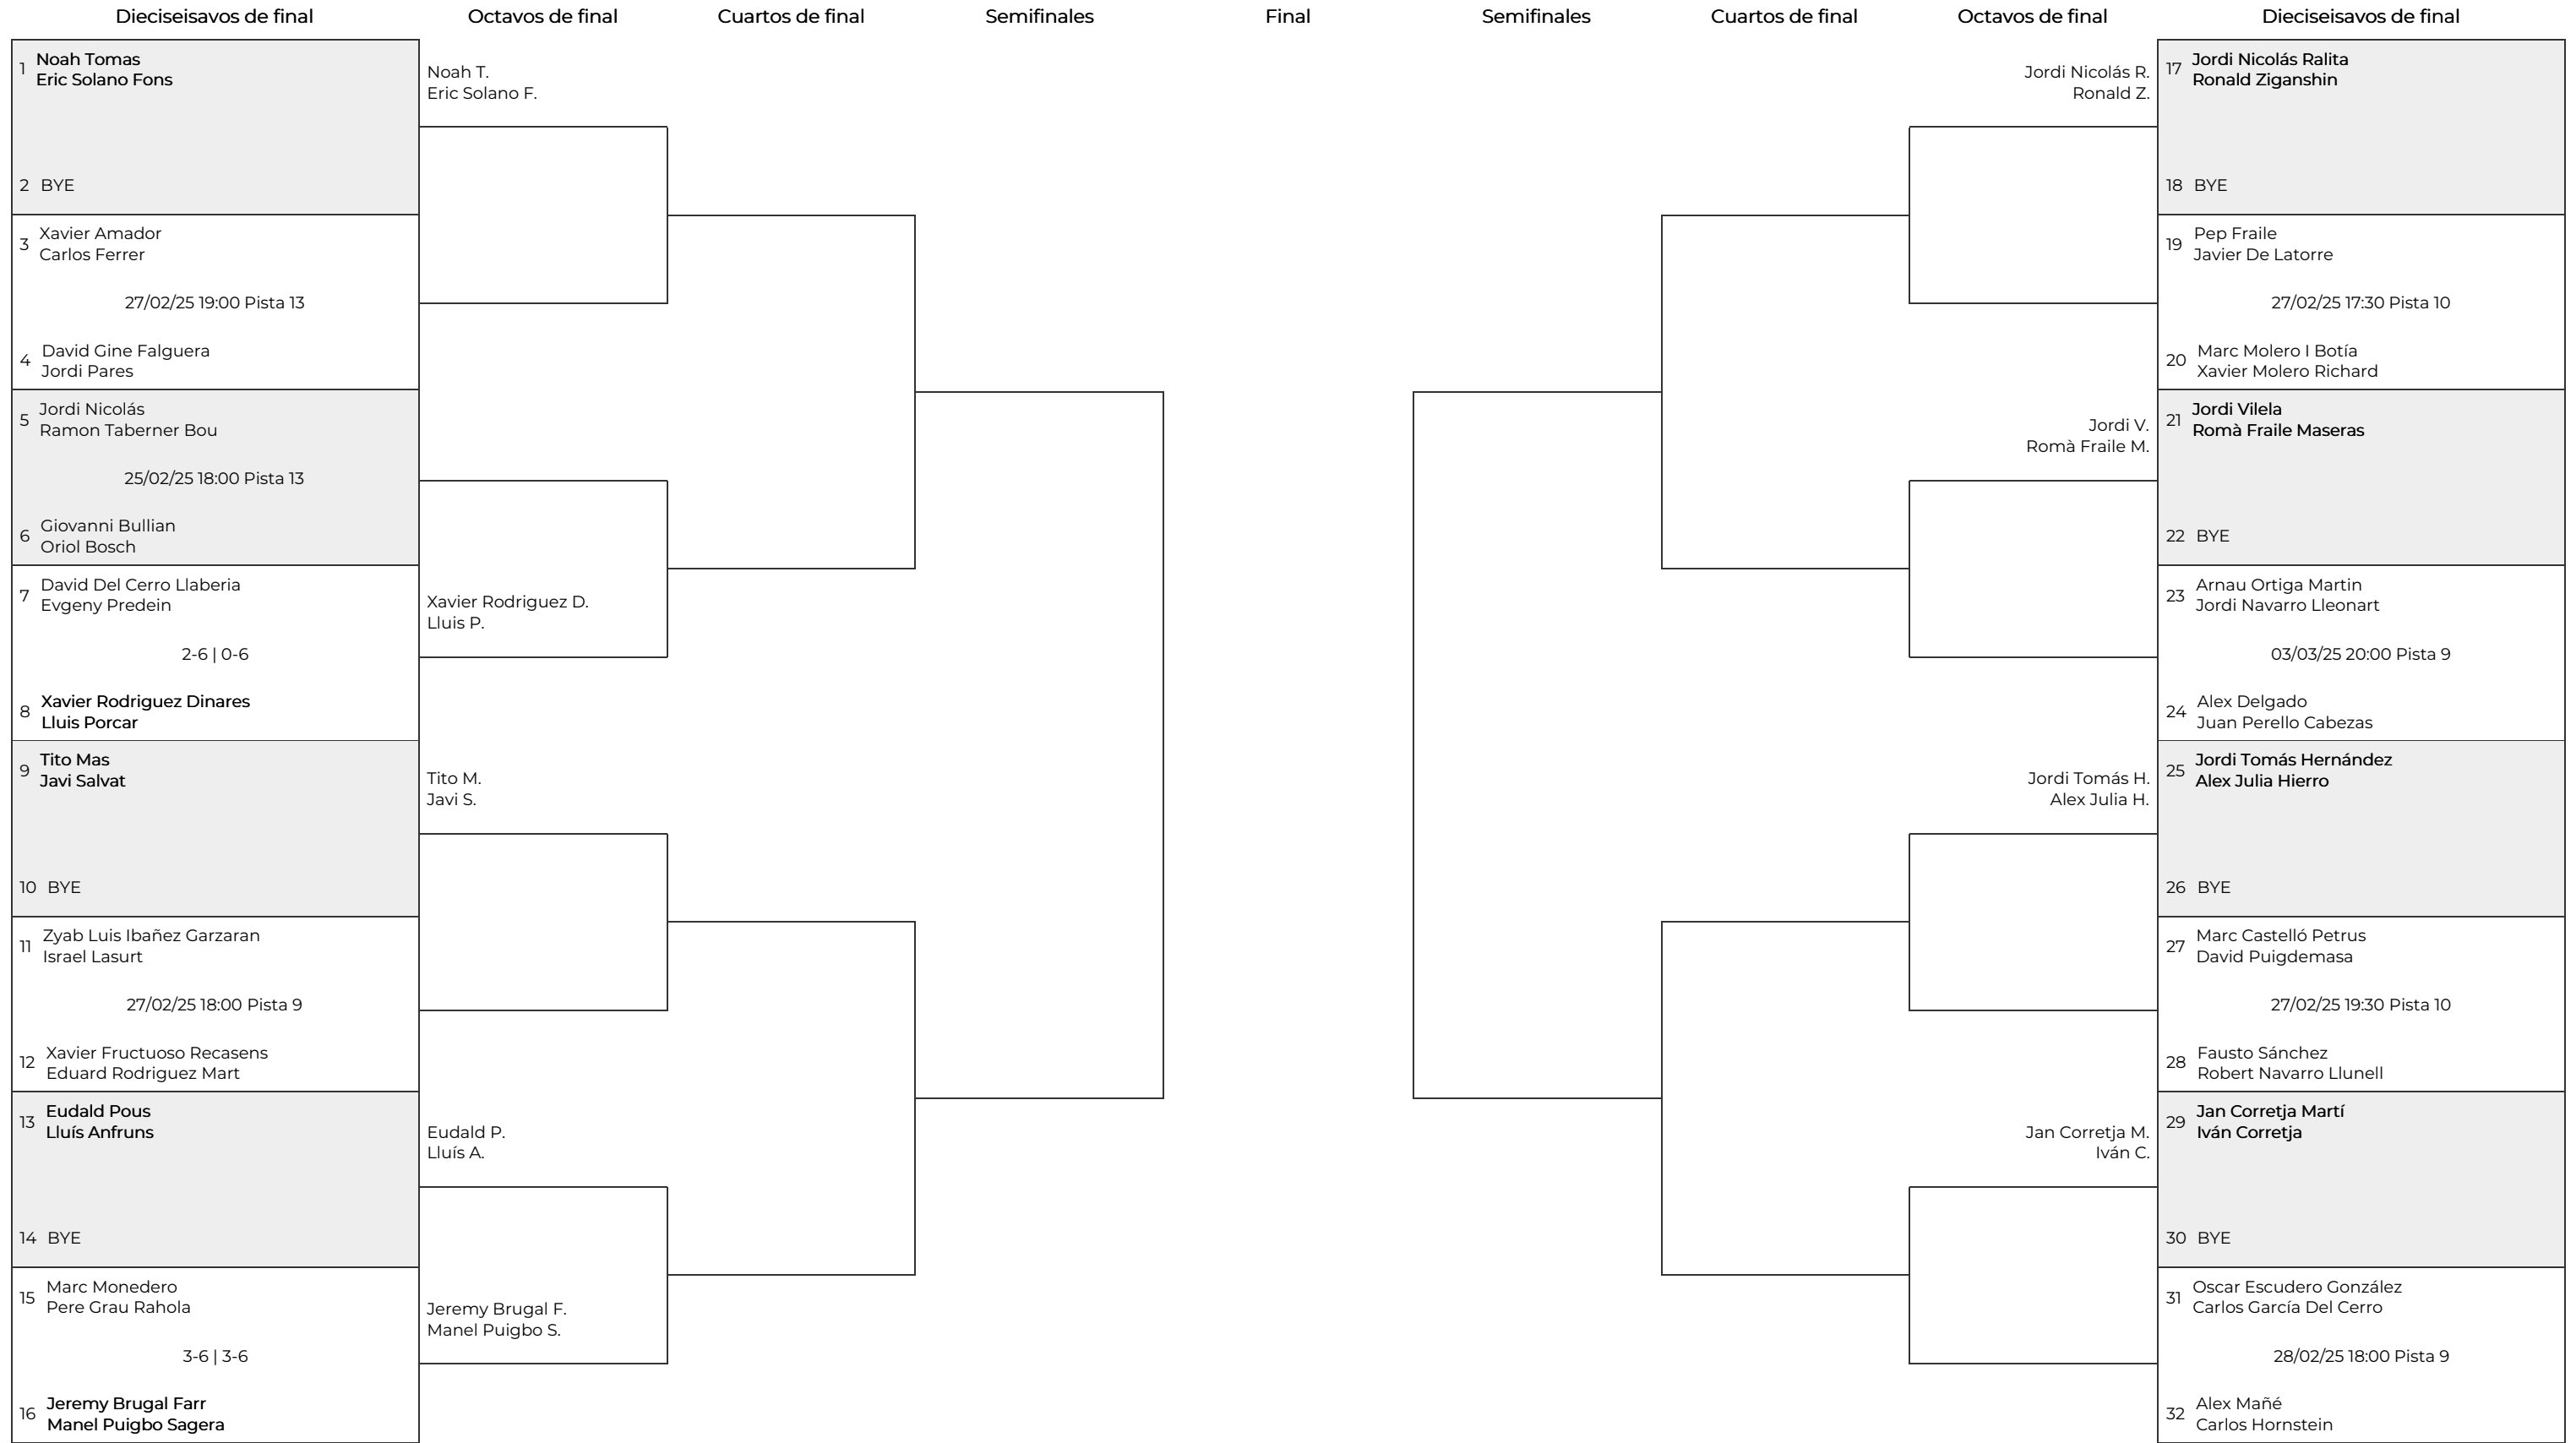 Dieciseisavos de final
Octavos de final
Cuartos de final
Semifinales
Final
Semifinales
Cuartos de final
Octavos de final
Dieciseisavos de final
1 Noah Tomas
Eric Solano Fons
2 BYE
3 Xavier Amador
Carlos Ferrer
27/02/25 19:00 Pista 13
4 David Gine Falguera
Jordi Pares
5 Jordi Nicolás
Ramon Taberner Bou
25/02/25 18:00 Pista 13
6 Giovanni Bullian
Oriol Bosch
7 David Del Cerro Llaberia
Evgeny Predein
2-6 | 0-6
8 Xavier Rodriguez Dinares
Lluis Porcar
9 Tito Mas
Javi Salvat
10 BYE
11 Zyab Luis Ibañez Garzaran
Israel Lasurt
27/02/25 18:00 Pista 9
12 Xavier Fructuoso Recasens
Eduard Rodriguez Mart
13 Eudald Pous
Lluís Anfruns
14 BYE
15 Marc Monedero
Pere Grau Rahola
3-6 | 3-6
16 Jeremy Brugal Farr
Manel Puigbo Sagera
Noah T.
Eric Solano F.
Xavier Rodriguez D.
Lluis P.
Tito M.
Javi S.
Eudald P.
Lluís A.
Jeremy Brugal F.
Manel Puigbo S.
Jordi Nicolás R.
Ronald Z.
Jordi V.
Romà Fraile M.
Jordi Tomás H.
Alex Julia H.
Jan Corretja M.
Iván C.
17 Jordi Nicolás Ralita
Ronald Ziganshin
18 BYE
19 Pep Fraile
Javier De Latorre
27/02/25 17:30 Pista 10
20 Marc Molero I Botía
Xavier Molero Richard
21 Jordi Vilela
Romà Fraile Maseras
22 BYE
23 Arnau Ortiga Martin
Jordi Navarro Lleonart
03/03/25 20:00 Pista 9
24 Alex Delgado
Juan Perello Cabezas
25 Jordi Tomás Hernández
Alex Julia Hierro
26 BYE
27 Marc Castelló Petrus
David Puigdemasa
27/02/25 19:30 Pista 10
28 Fausto Sánchez
Robert Navarro Llunell
29 Jan Corretja Martí
Iván Corretja
30 BYE
31 Oscar Escudero González
Carlos García Del Cerro
28/02/25 18:00 Pista 9
32 Alex Mañé
Carlos Hornstein